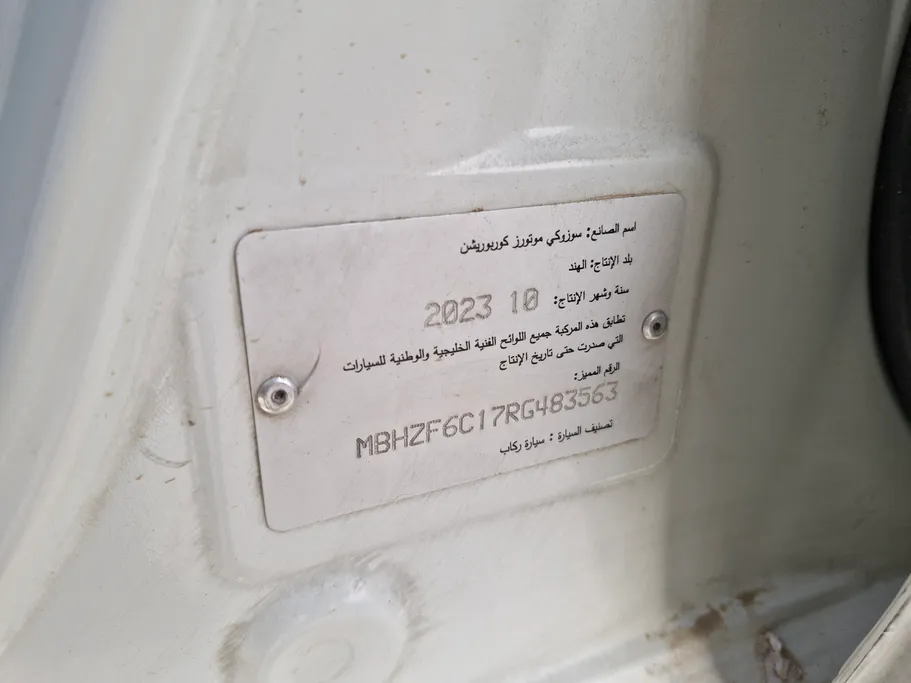 اسم الصانع: سوزوكي موتورز كوربوريشن
بلد الإنتاج: الهند
سنة وشهر الإنتاج: 2023 10
تطابق هذه المركبة جميع اللوائح الفنية الخليجية والوطنية للسيارات
التي صدرت حتى تاريخ الإنتاج
الرقم المميز:
MBHZF6C17RG483563
تصنيف السيارة : سيارة ركاب